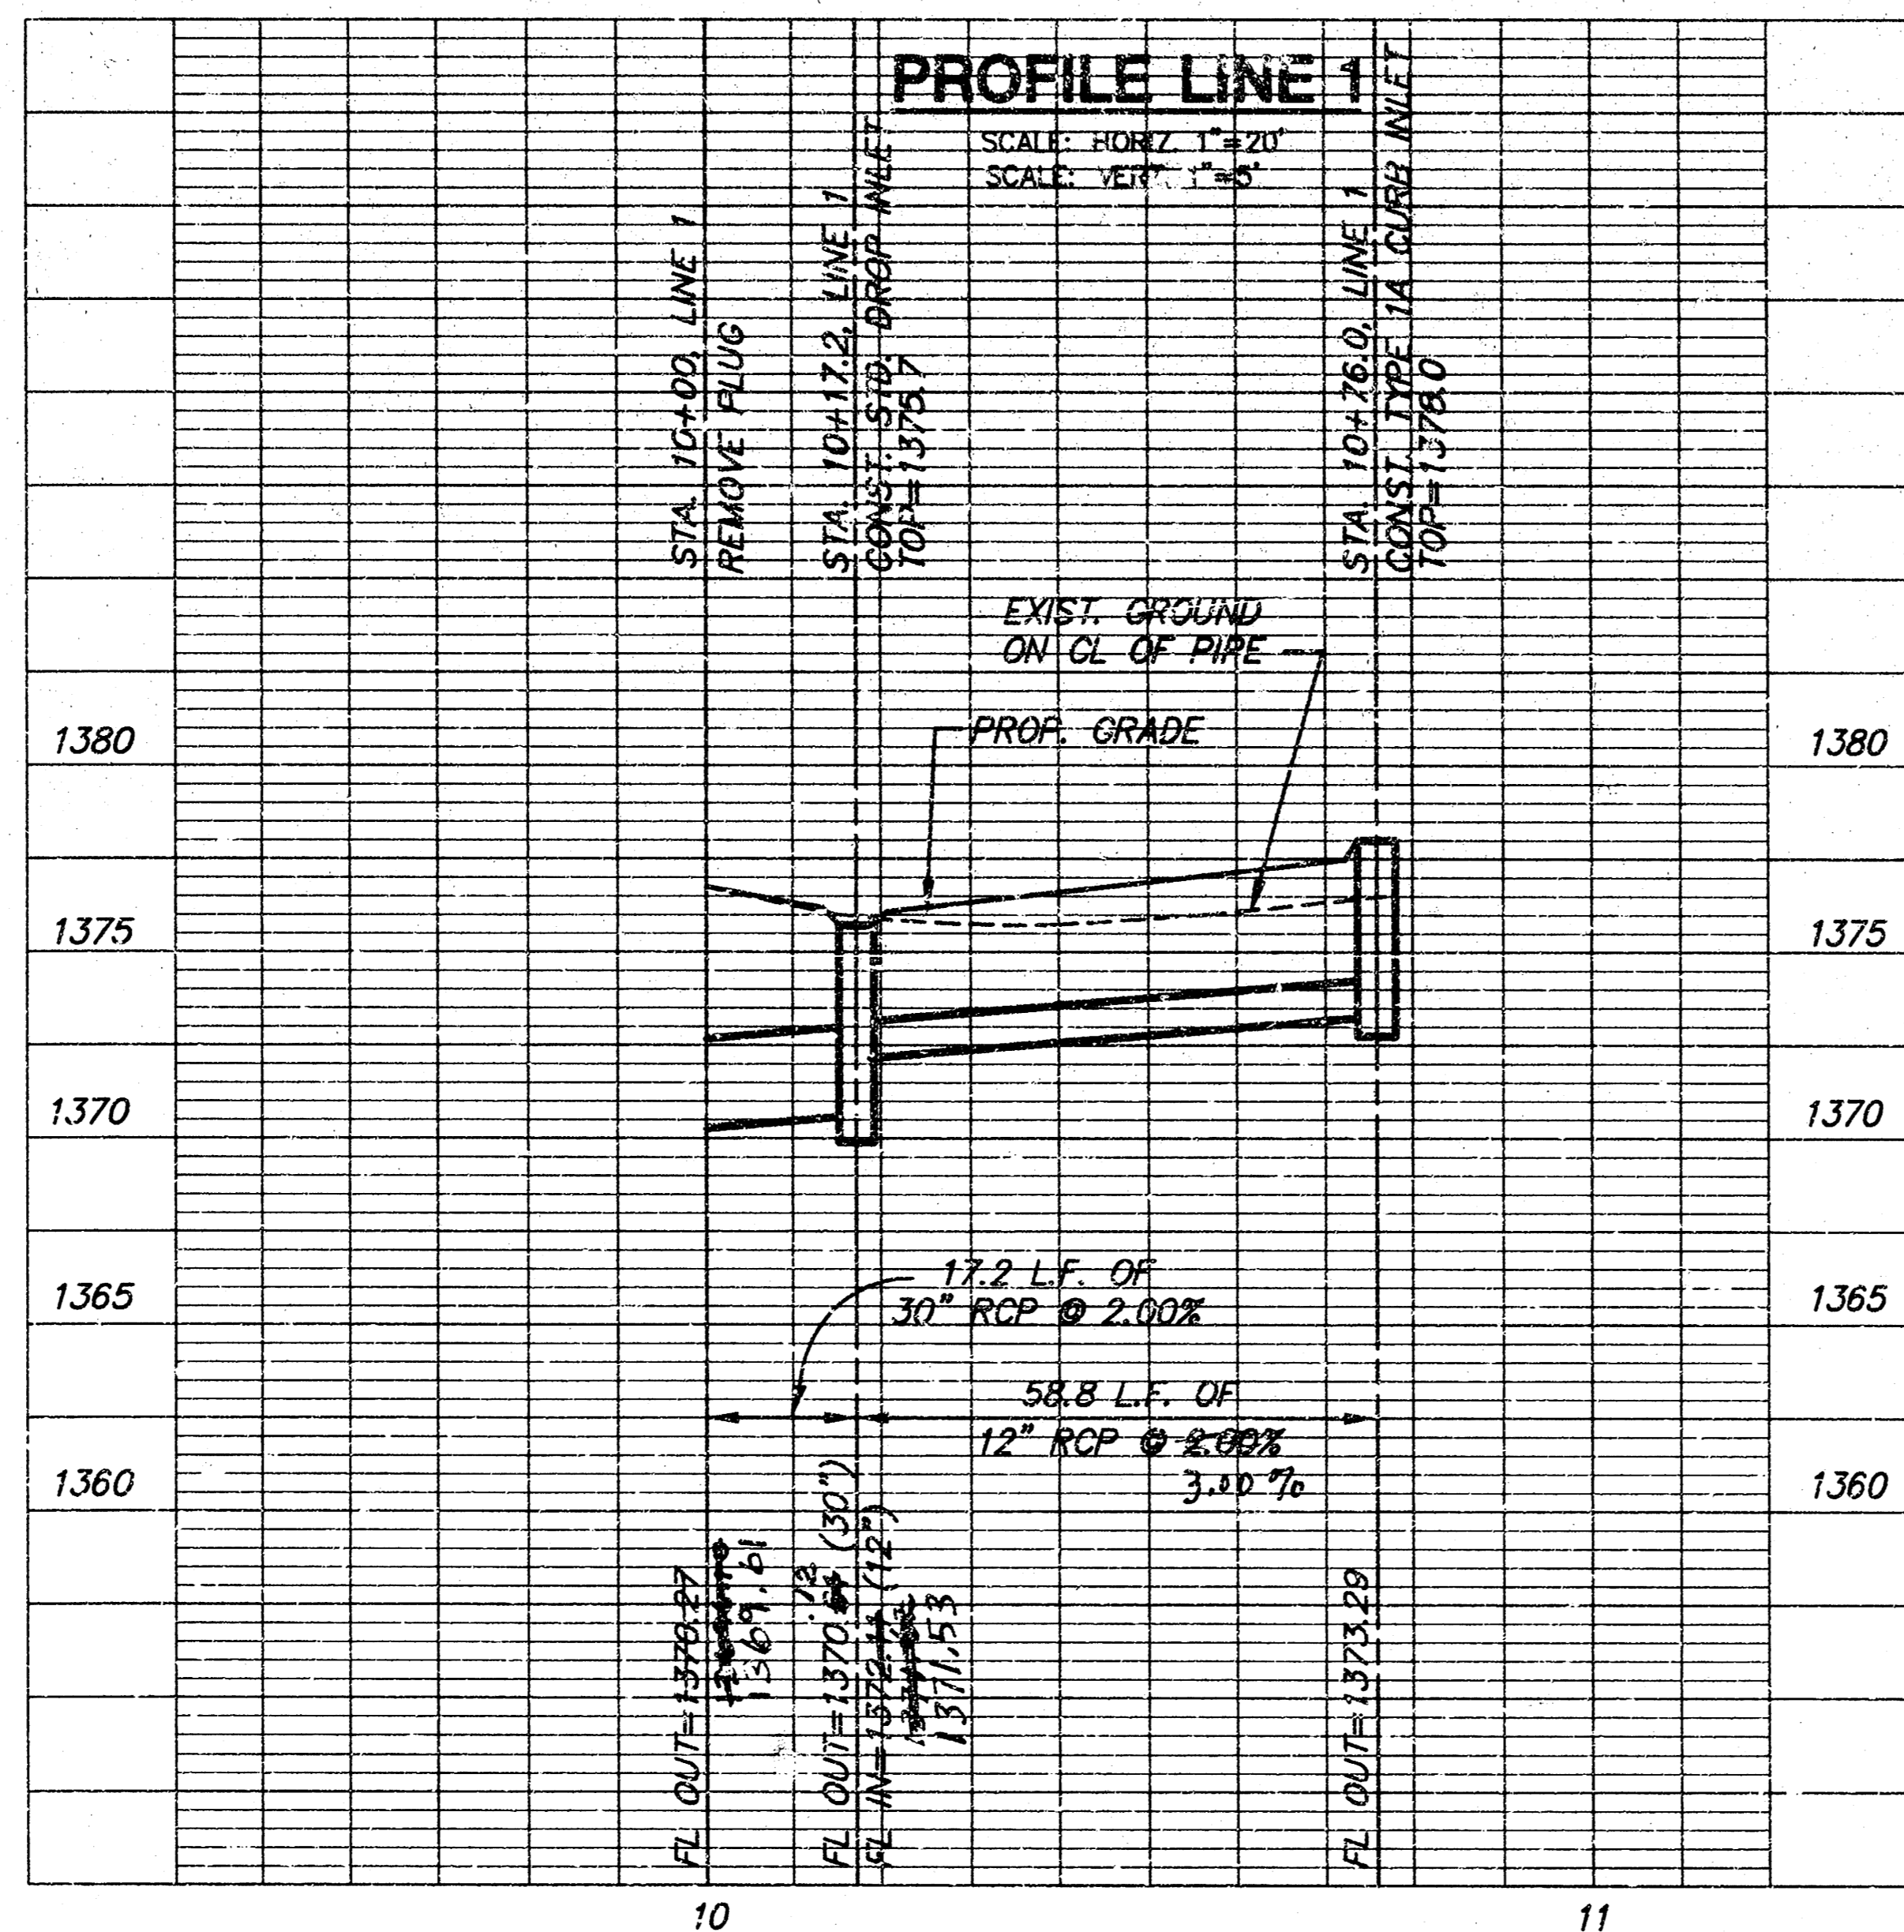 PROFILE LINE 1
SCALE: HORIZ. 1"=20'
SCALE: VERT. 1"=5'
STA. 10+00, LINE 1
REMOVE PLUG
STA. 10+17.2, LINE 1
CONST. STD. DROP INLET
TOP=1375.7
STA. 10+76.0, LINE 1
CONST. TYPE 1A CURB INLET
TOP=1378.0
EXIST. GROUND
ON CL OF PIPE
PROP. GRADE
1380
1380
1375
1375
1370
1370
1365
1365
1360
1360
17.2 L.F. OF
30" RCP @ 2.00%
58.8 L.F. OF
12" RCP @ 2.00%
3.00 %
FL OUT=1370.27
1369.61
.12
FL OUT=1370. (30")
FL IN=1372.11 (12")
1371.53
FL OUT=1373.29
10
11